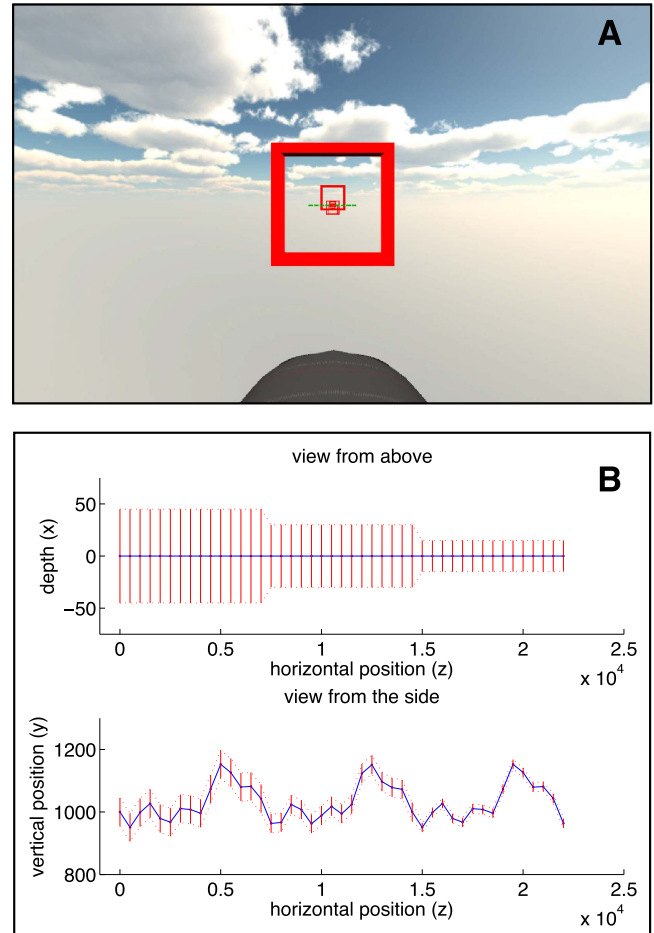 A
view from above
B
depth (x)
50
0
−50
0 0.5 1 1.5 2 2.5
horizontal position (z)
x 10^4
view from the side
vertical position (y)
1200
1000
800
0 0.5 1 1.5 2 2.5
horizontal position (z)
x 10^4